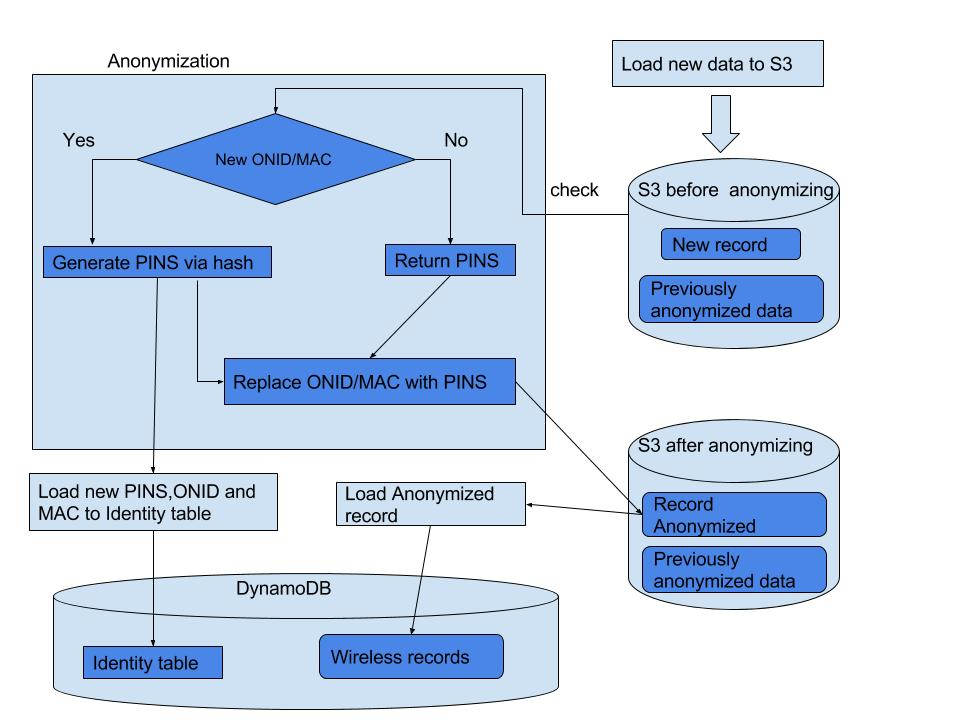 Anonymization
Load new data to S3
Yes
No
New ONID/MAC
check
S3 before anonymizing
New record
Generate PINS via hash
Return PINS
Previously
anonymized data
Replace ONID/MAC with PINS
S3 after anonymizing
Load new PINS,ONID and
MAC to Identity table
Load Anonymized
record
Record
Anonymized
Previously
anonymized data
DynamoDB
Identity table
Wireless records